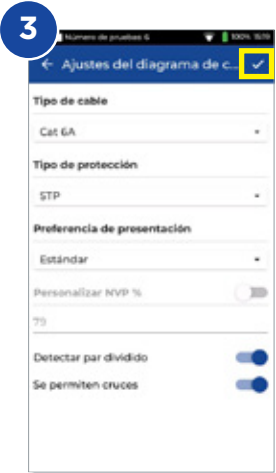 3
Número de pruebas 6 100% 15:19
Ajustes del diagrama de c...
Tipo de cable
Cat 6A
Tipo de protección
STP
Preferencia de presentación
Estándar
Personalizar NVP %
79
Detectar par dividido
Se permiten cruces